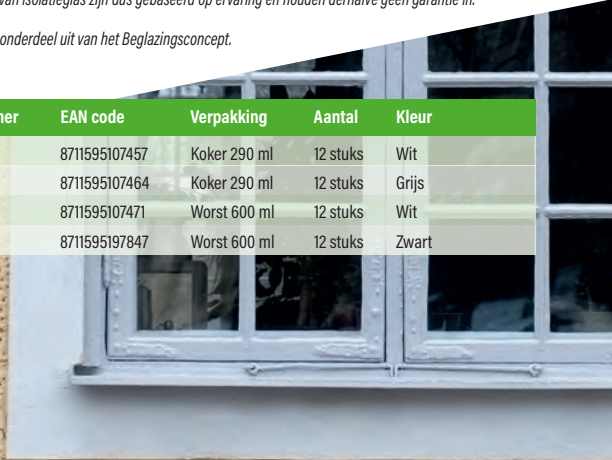 van isolatieglas zijn dus gebaseerd op ervaring en houden derhalve geen garantie in.
onderdeel uit van het Beglazingsconcept.
EAN code Verpakking Aantal Kleur
8711595107457 Koker 290 ml 12 stuks Wit
8711595107464 Koker 290 ml 12 stuks Grijs
8711595107471 Worst 600 ml 12 stuks Wit
8711595197847 Worst 600 ml 12 stuks Zwart